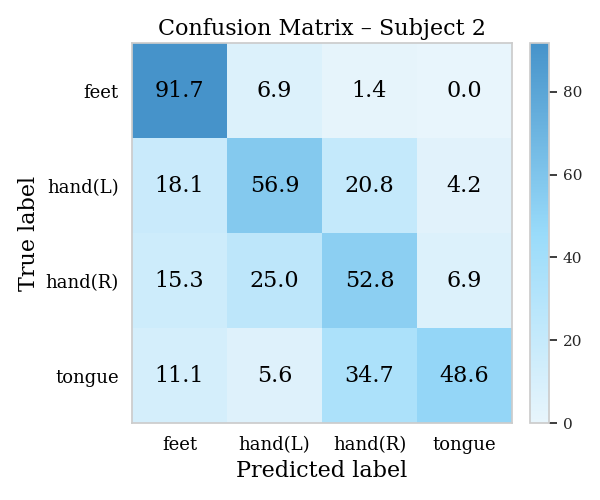 Confusion Matrix – Subject 2
feet 91.7 6.9 1.4 0.0
hand(L) 18.1 56.9 20.8 4.2
hand(R) 15.3 25.0 52.8 6.9
tongue 11.1 5.6 34.7 48.6
feet hand(L) hand(R) tongue
Predicted label
True label
80
60
40
20
0